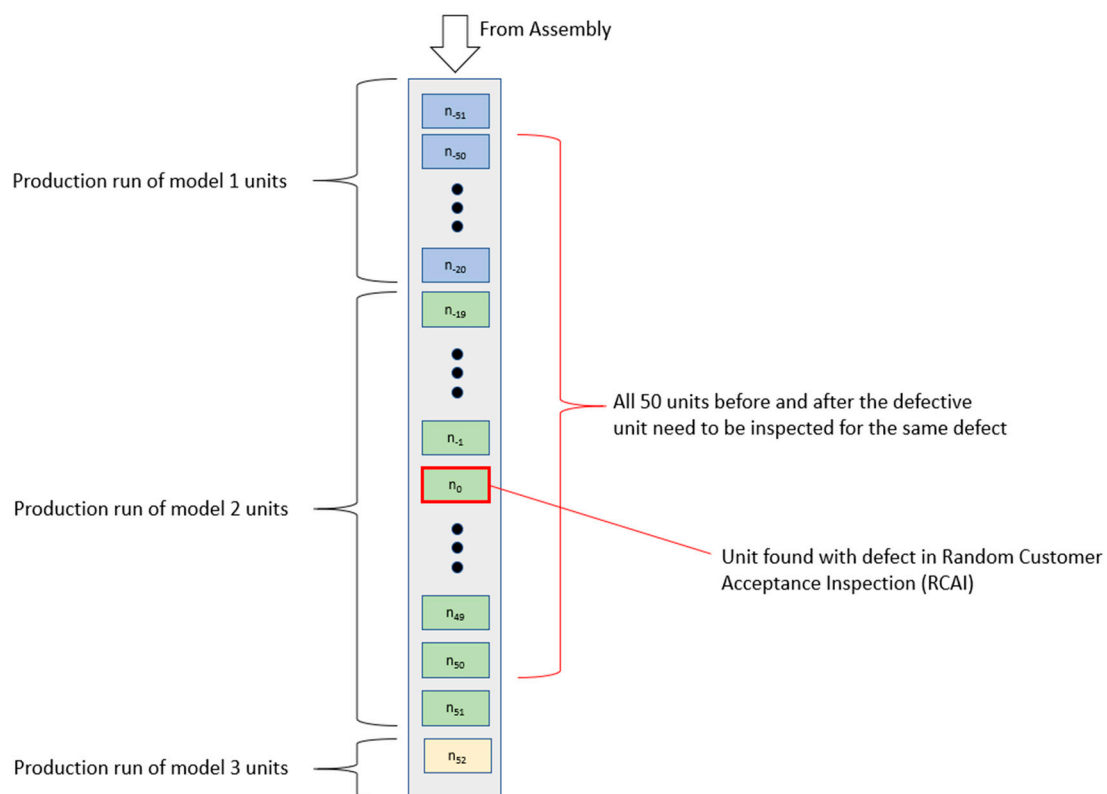 From Assembly
n-51
n-50
Production run of model 1 units
n-20
n-19
All 50 units before and after the defective
unit need to be inspected for the same defect
n-1
n0
Production run of model 2 units
Unit found with defect in Random Customer
Acceptance Inspection (RCAI)
n49
n50
n51
n52
Production run of model 3 units